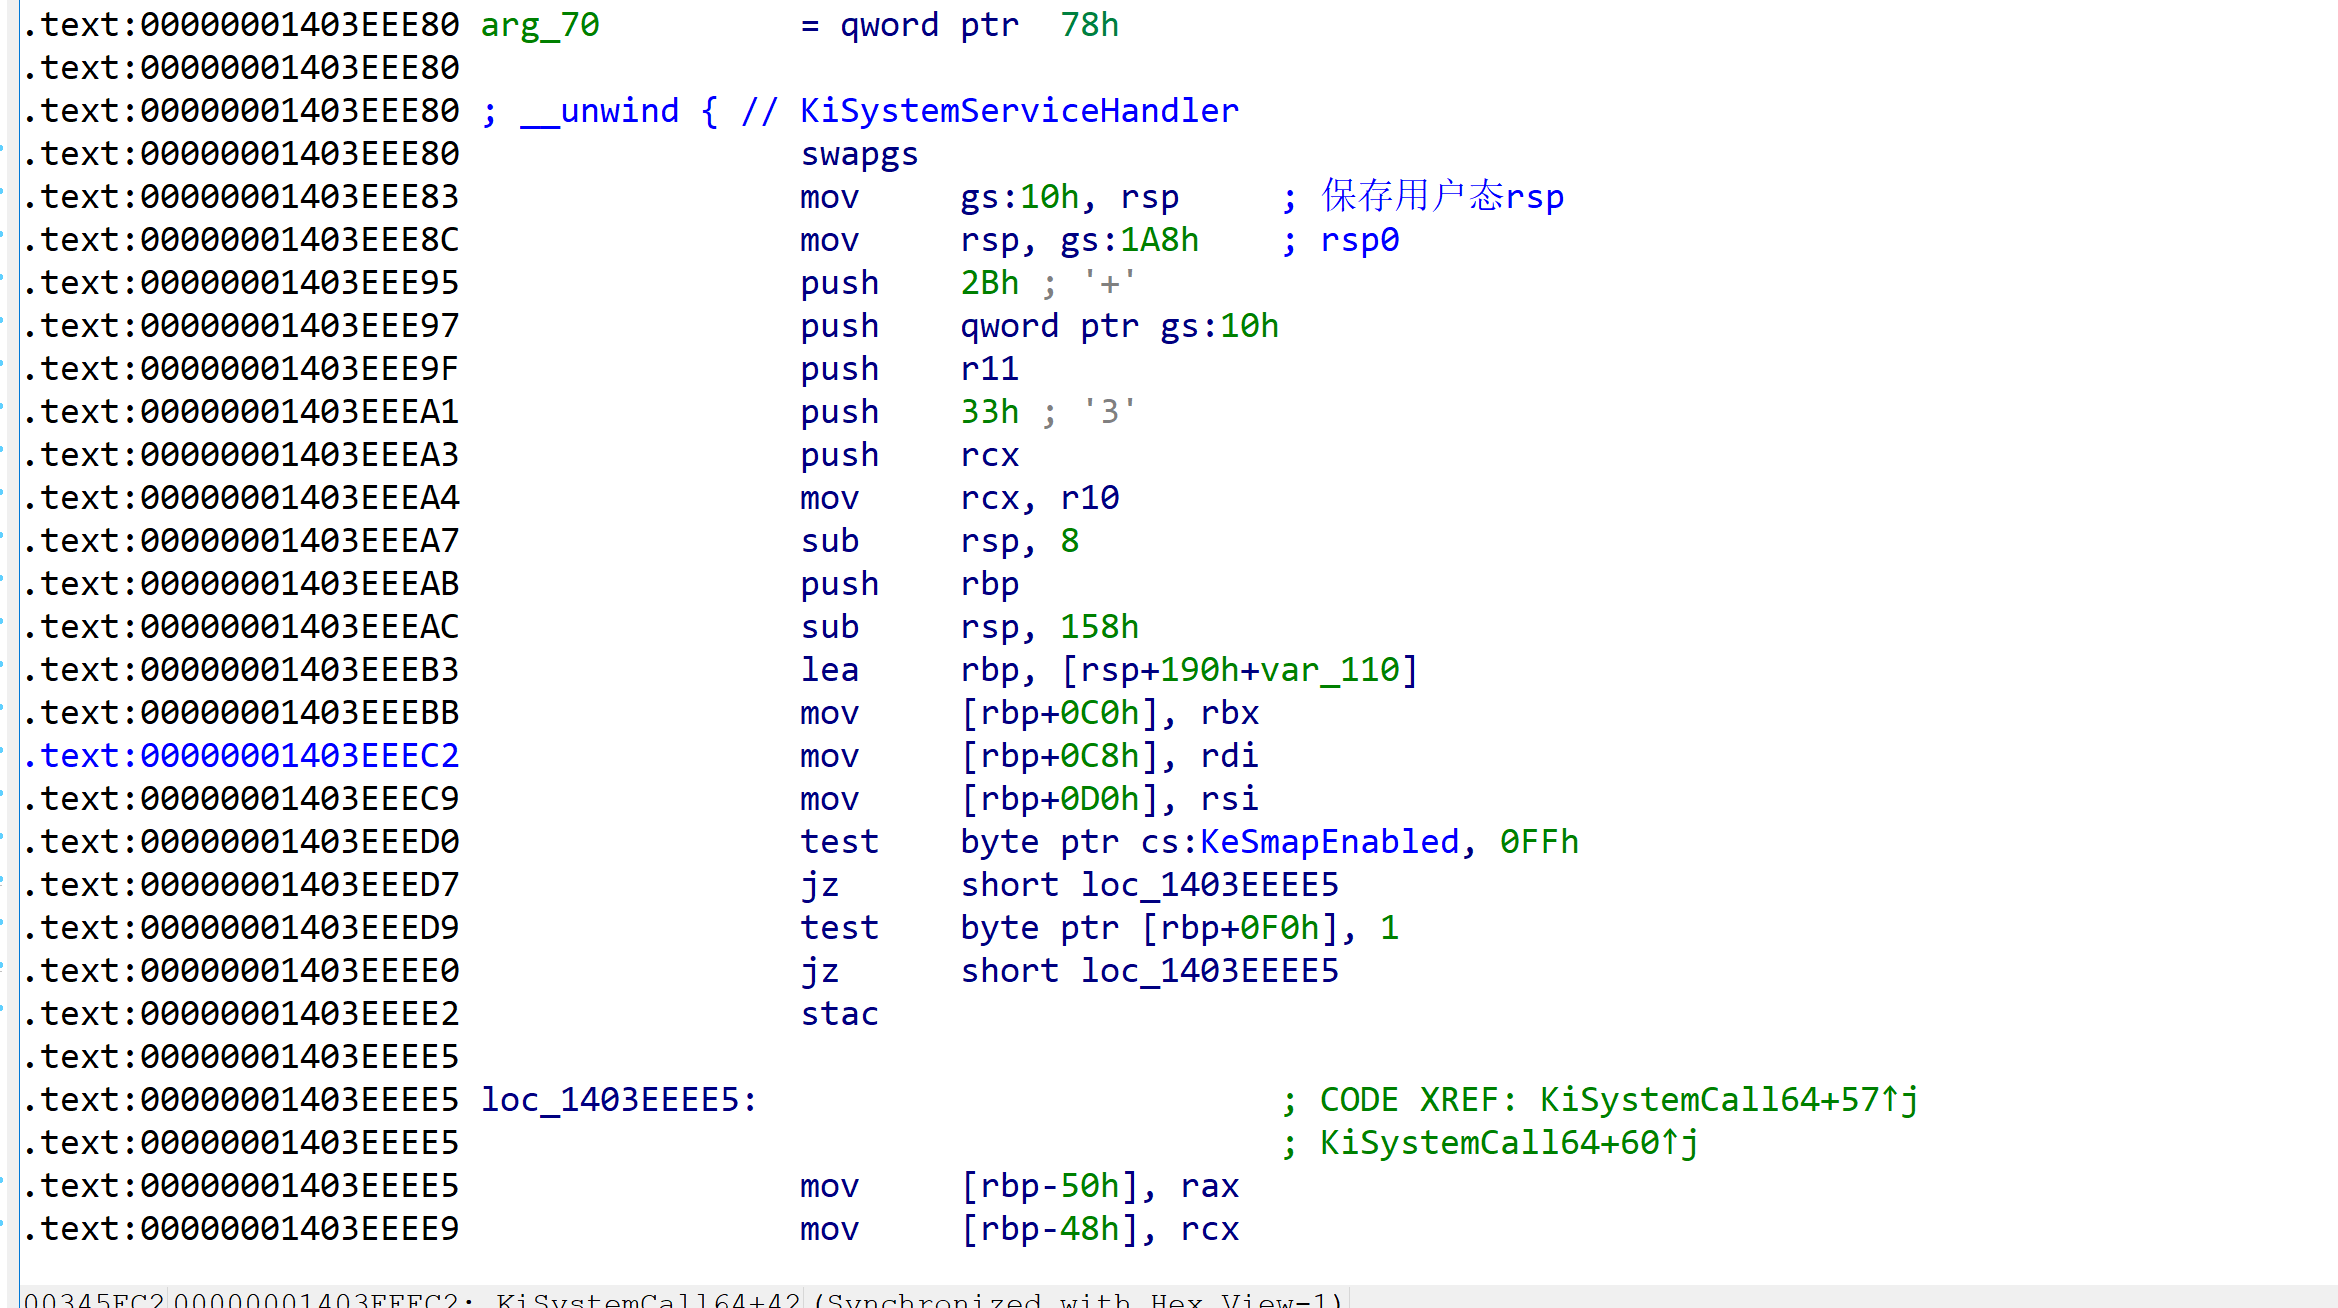 .text:00000001403EEE80 arg_70 = qword ptr 78h
.text:00000001403EEE80
.text:00000001403EEE80 ; __unwind { // KiSystemServiceHandler
.text:00000001403EEE80 swapgs
.text:00000001403EEE83 mov gs:10h, rsp ; 保存用户态rsp
.text:00000001403EEE8C mov rsp, gs:1A8h ; rsp0
.text:00000001403EEE95 push 2Bh ; '+'
.text:00000001403EEE97 push qword ptr gs:10h
.text:00000001403EEE9F push r11
.text:00000001403EEEA1 push 33h ; '3'
.text:00000001403EEEA3 push rcx
.text:00000001403EEEA4 mov rcx, r10
.text:00000001403EEEA7 sub rsp, 8
.text:00000001403EEEAB push rbp
.text:00000001403EEEAC sub rsp, 158h
.text:00000001403EEEB3 lea rbp, [rsp+190h+var_110]
.text:00000001403EEEBB mov [rbp+0C0h], rbx
.text:00000001403EEEC2 mov [rbp+0C8h], rdi
.text:00000001403EEEC9 mov [rbp+0D0h], rsi
.text:00000001403EEED0 test byte ptr cs:KeSmapEnabled, 0FFh
.text:00000001403EEED7 jz short loc_1403EEEE5
.text:00000001403EEED9 test byte ptr [rbp+0F0h], 1
.text:00000001403EEEE0 jz short loc_1403EEEE5
.text:00000001403EEEE2 stac
.text:00000001403EEEE5
.text:00000001403EEEE5 loc_1403EEEE5: ; CODE XREF: KiSystemCall64+57↑j
.text:00000001403EEEE5 ; KiSystemCall64+60↑j
.text:00000001403EEEE5 mov [rbp-50h], rax
.text:00000001403EEEE9 mov [rbp-48h], rcx
00345EC2 00000001403EEEC2: KiSystemCall64+42 (Synchronized with Hex View-1)